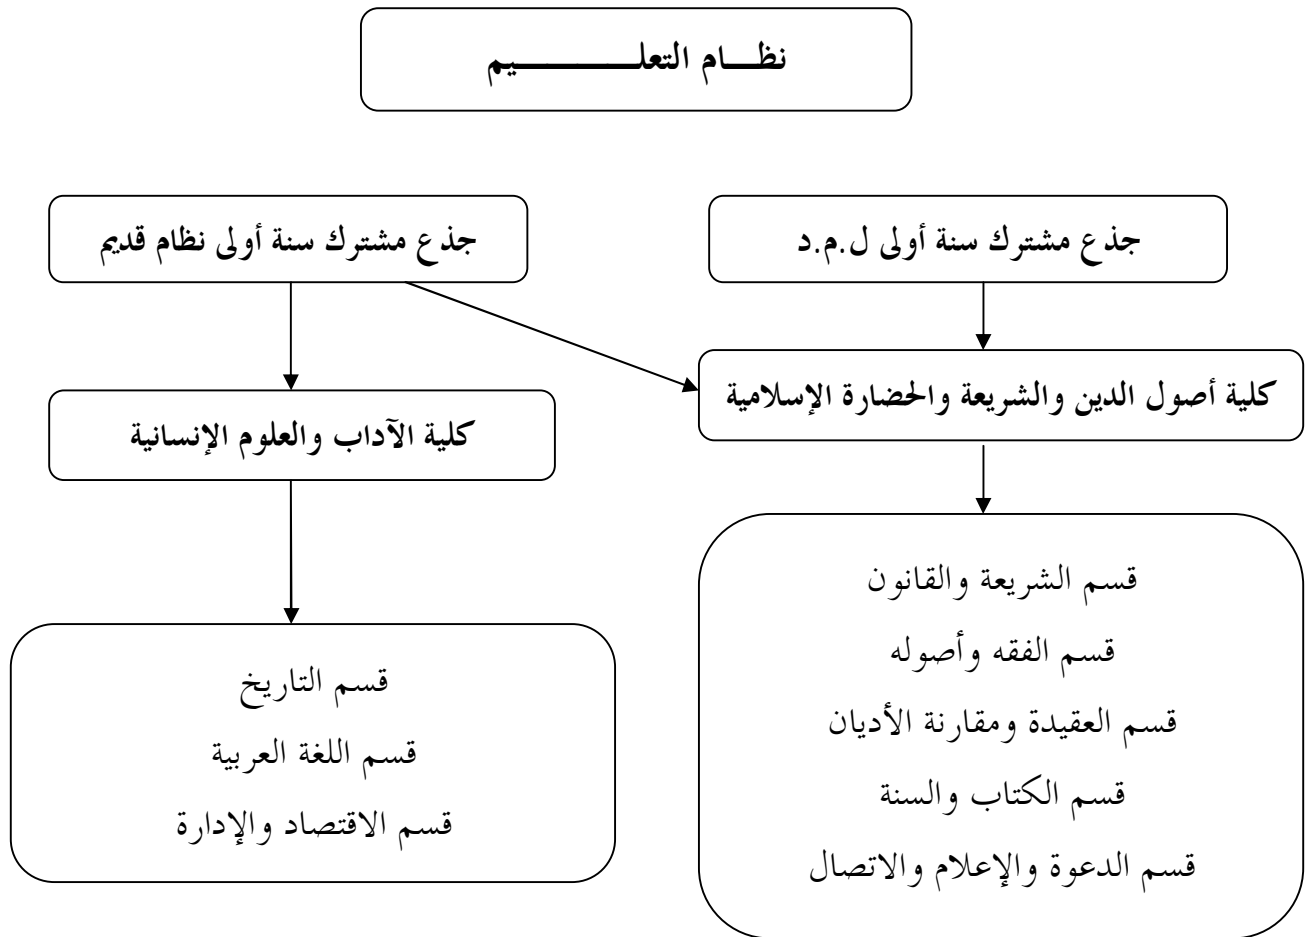 نظـــام التعلـــــــــيم
جذع مشترك سنة أولى ل.م.د
جذع مشترك سنة أولى نظام قديم
كلية أصول الدين والشريعة والحضارة الإسلامية
كلية الآداب والعلوم الإنسانية
قسم الشريعة والقانون
قسم الفقه وأصوله
قسم العقيدة ومقارنة الأديان
قسم الكتاب والسنة
قسم الدعوة والإعلام والاتصال
قسم التاريخ
قسم اللغة العربية
قسم الاقتصاد والإدارة